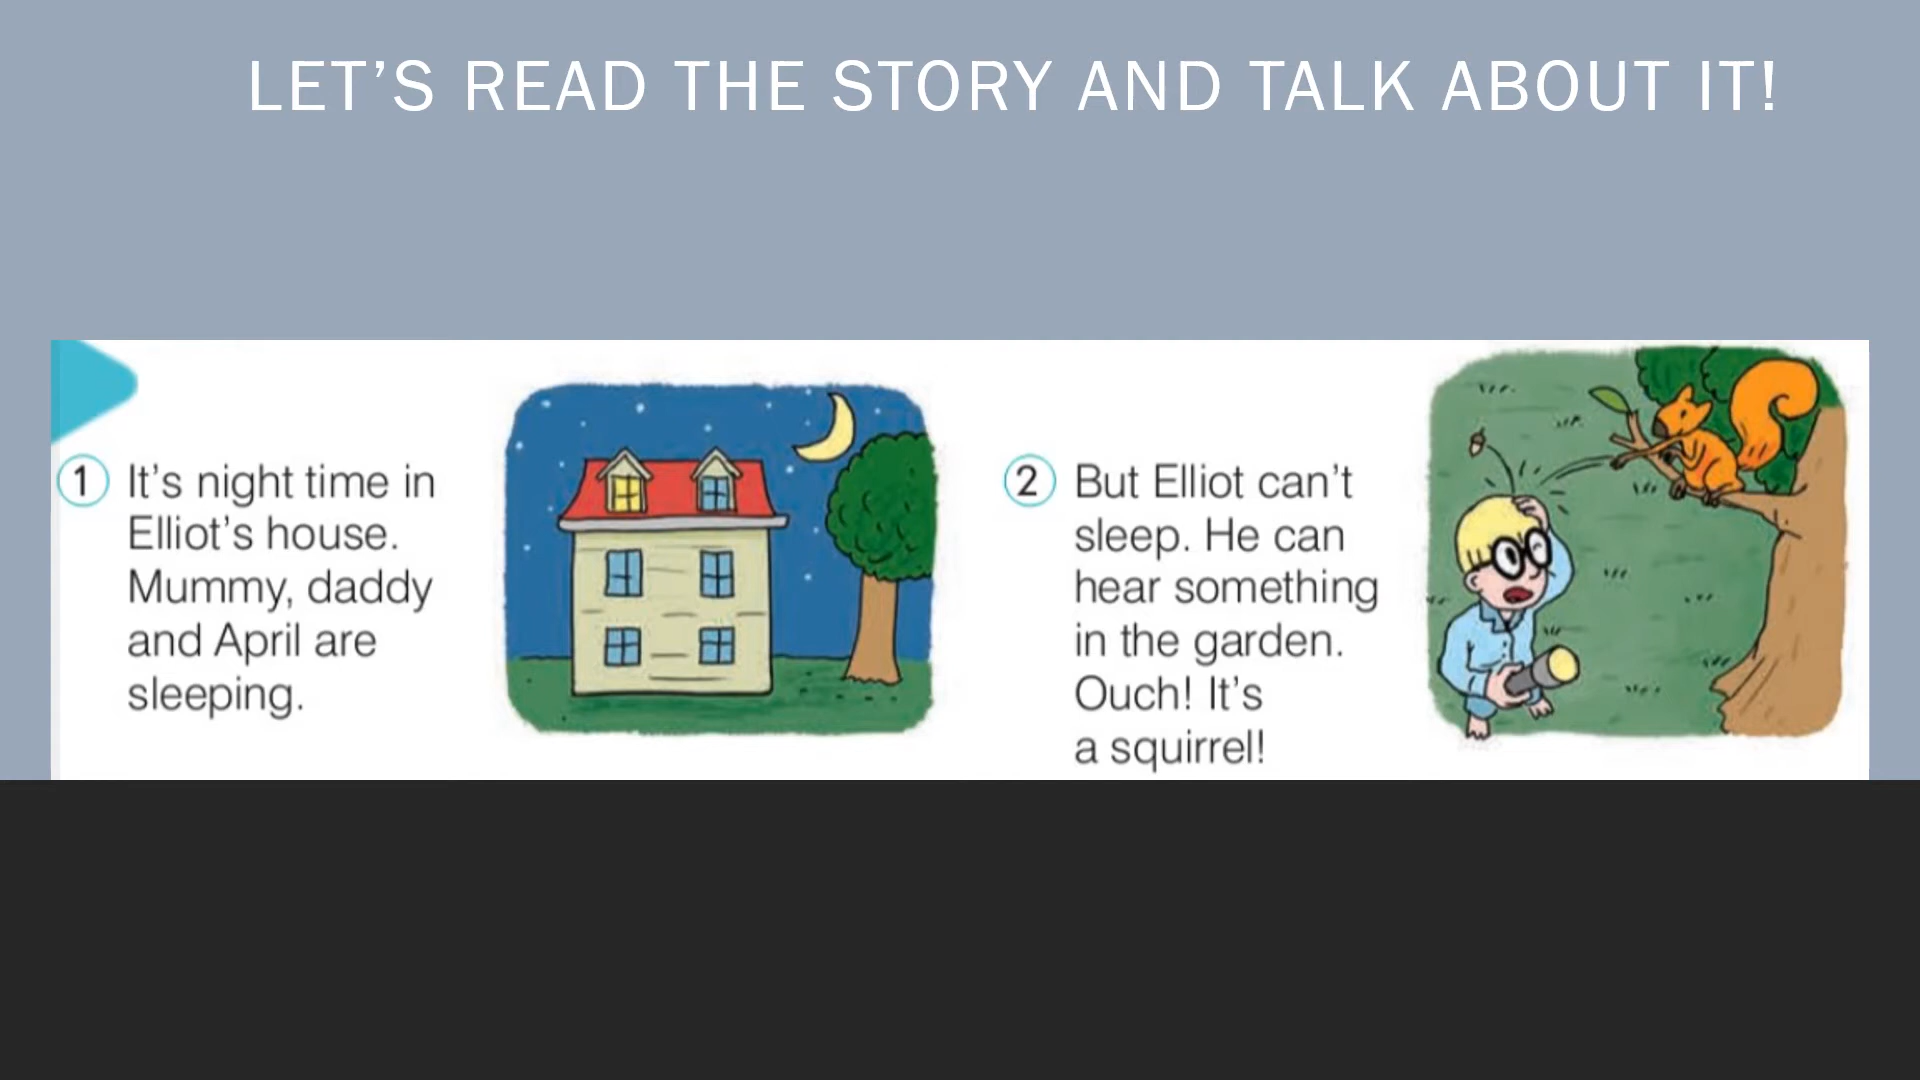 LET’S READ THE STORY AND TALK ABOUT IT!
1 It’s night time in
Elliot’s house.
Mummy, daddy
and April are
sleeping.
2 But Elliot can’t
sleep. He can
hear something
in the garden.
Ouch! It’s
a squirrel!